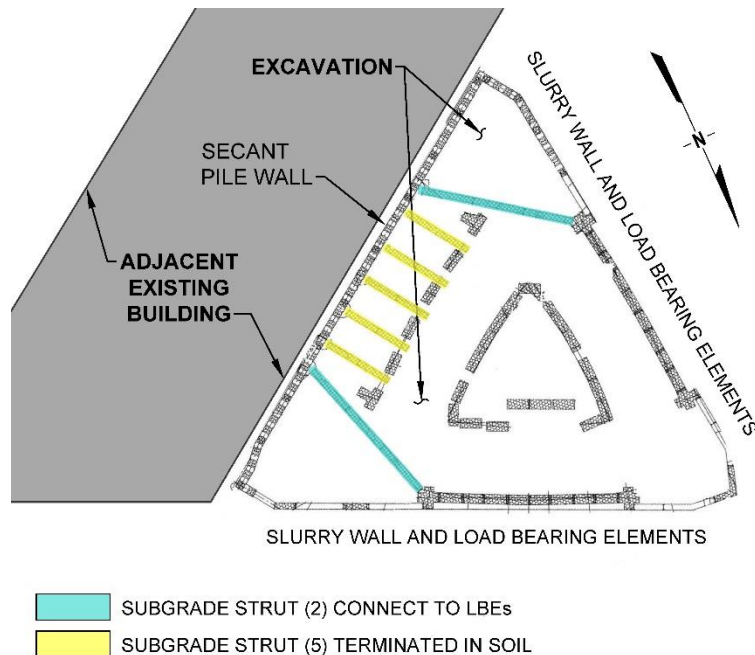 EXCAVATION
SECANT
PILE WALL
ADJACENT
EXISTING
BUILDING
SLURRY WALL AND LOAD BEARING ELEMENTS
N
SLURRY WALL AND LOAD BEARING ELEMENTS
SUBGRADE STRUT (2) CONNECT TO LBEs
SUBGRADE STRUT (5) TERMINATED IN SOIL